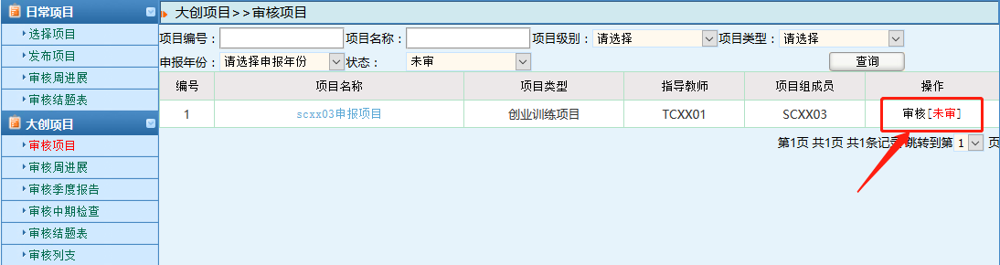 日常项目
选择项目
发布项目
审核周进展
审核结题表
大创项目
审核项目
审核周进展
审核季度报告
审核中期检查
审核结题表
审核列支
大创项目>>审核项目
项目编号： 项目名称： 项目级别：请选择 项目类型：请选择
申报年份：请选择申报年份 状态：未审 查询
编号 项目名称 项目类型 指导教师 项目组成员 操作
1 scxx03申报项目 创业训练项目 TCXX01 SCXX03 审核[未审]
第1页 共1页 共1条记录 跳转到第 1 页